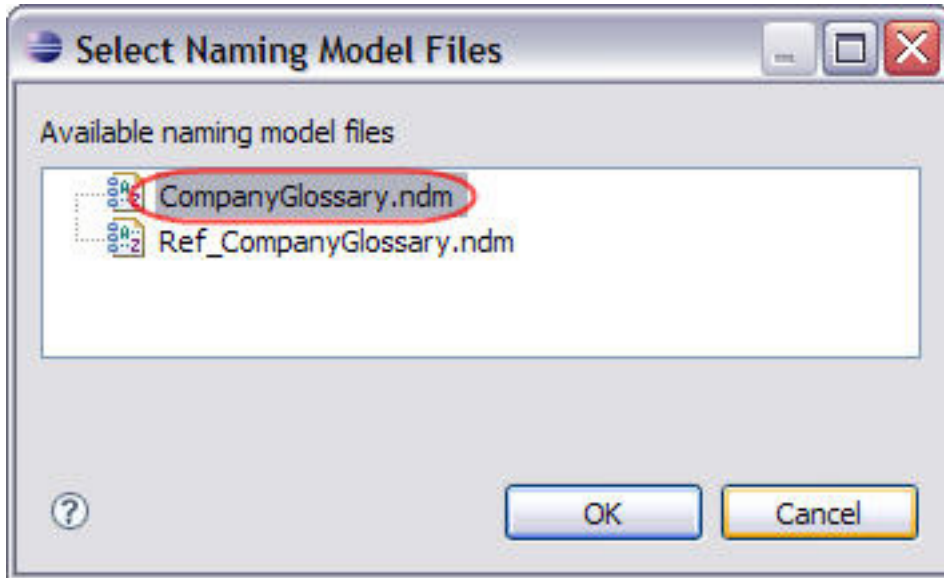 Select Naming Model Files
Available naming model files
CompanyGlossary.ndm
Ref_CompanyGlossary.ndm
? OK Cancel